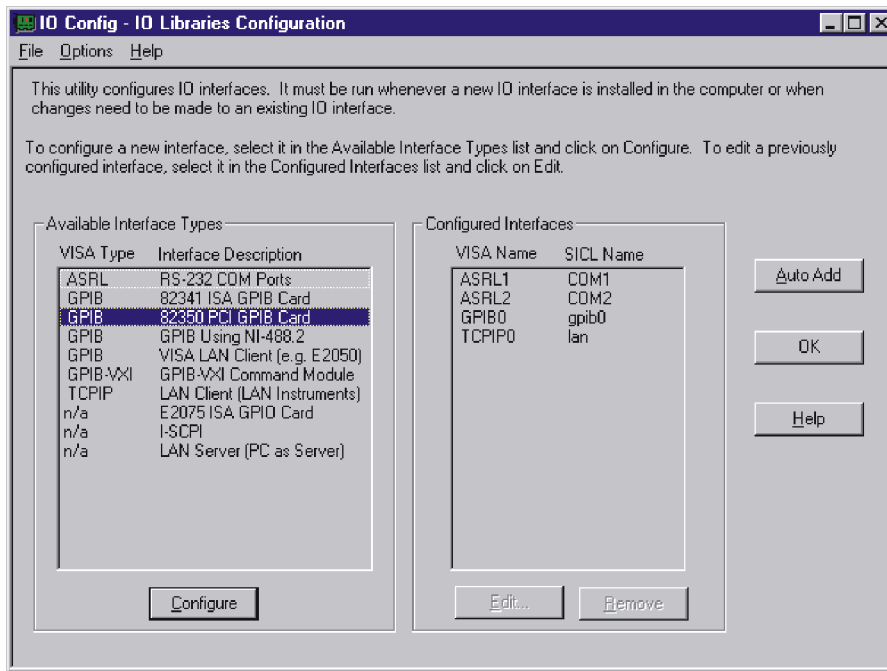 IO Config - IO Libraries Configuration
File Options Help
This utility configures IO interfaces. It must be run whenever a new IO interface is installed in the computer or when
changes need to be made to an existing IO interface.
To configure a new interface, select it in the Available Interface Types list and click on Configure. To edit a previously
configured interface, select it in the Configured Interfaces list and click on Edit.
Available Interface Types
VISA Type Interface Description
ASRL RS-232 COM Ports
GPIB 82341 ISA GPIB Card
GPIB 82350 PCI GPIB Card
GPIB GPIB Using NI-488.2
GPIB VISA LAN Client (e.g. E2050)
GPIB-VXI GPIB-VXI Command Module
TCPIP LAN Client (LAN Instruments)
n/a E2075 ISA GPIO Card
n/a I-SCPI
n/a LAN Server (PC as Server)
Configure
Configured Interfaces
VISA Name SICL Name
ASRL1 COM1
ASRL2 COM2
GPIB0 gpib0
TCPIP0 lan
Edit... Remove
Auto Add
OK
Help